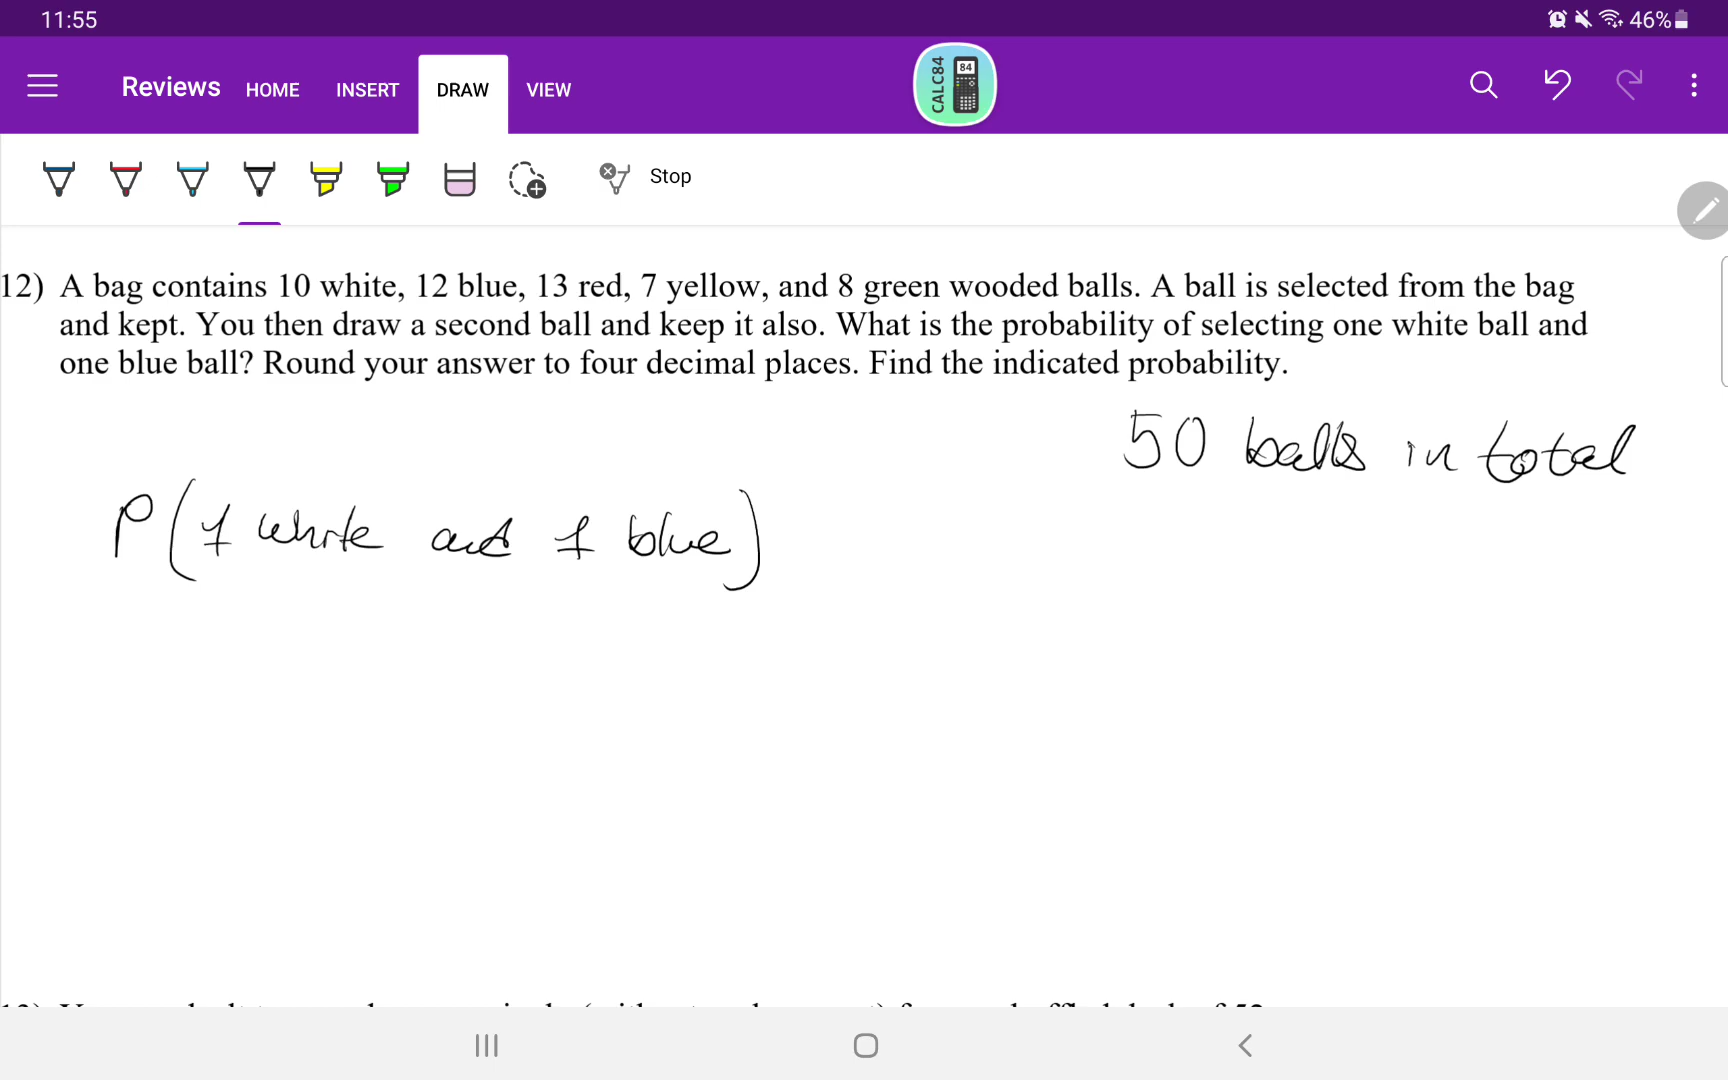 11:55
46%
Reviews HOME INSERT DRAW VIEW
CALC84
84
Stop
12) A bag contains 10 white, 12 blue, 13 red, 7 yellow, and 8 green wooded balls. A ball is selected from the bag
and kept. You then draw a second ball and keep it also. What is the probability of selecting one white ball and
one blue ball? Round your answer to four decimal places. Find the indicated probability.
50 balls in total
P(1 white and 1 blue)